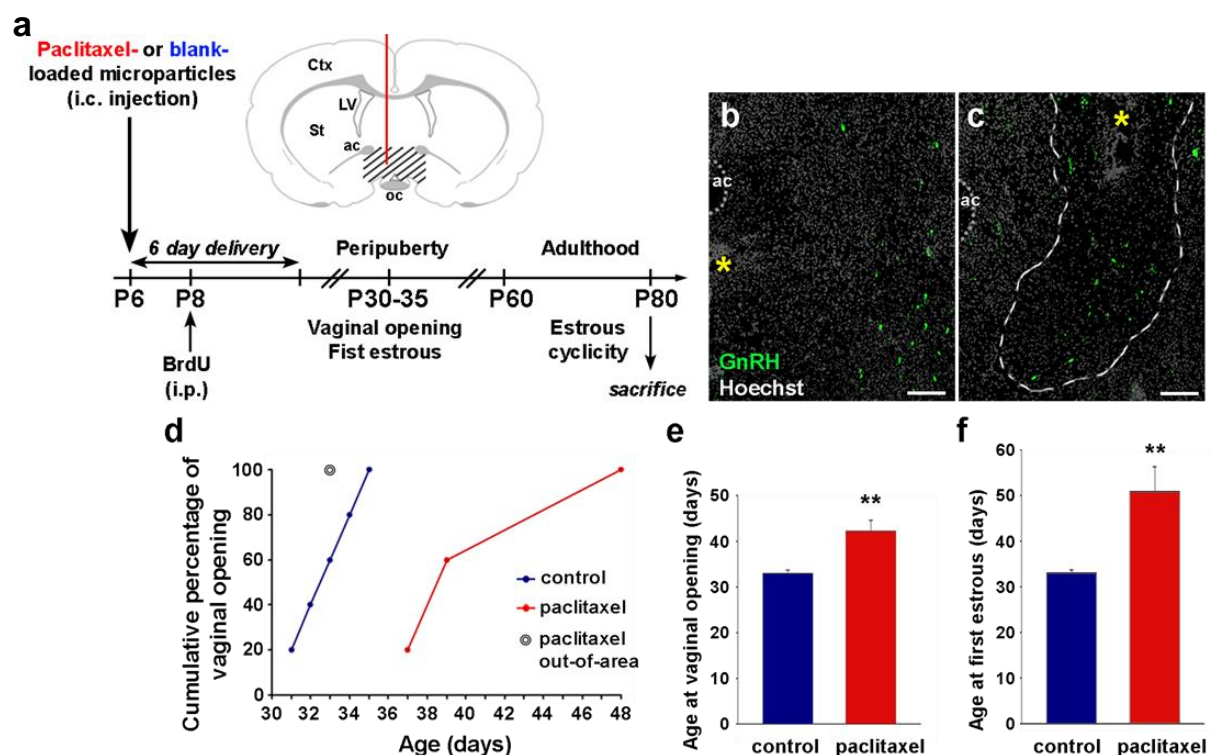 a
Paclitaxel- or blank-
loaded microparticles
(i.c. injection)
Ctx
LV
St
ac
oc
6 day delivery
Peripuberty
Adulthood
P6
P8
P30-35
P60
P80
BrdU
(i.p.)
Vaginal opening
Fist estrous
Estrous
cyclicity
sacrifice
b
ac
*
GnRH
Hoechst
c
*
ac
d
Cumulative percentage of
vaginal opening
100
80
60
40
20
0
30 32 34 36 38 40 42 44 46 48
Age (days)
control
paclitaxel
paclitaxel
out-of-area
e
Age at vaginal opening (days)
50
40
30
20
10
0
**
control paclitaxel
f
Age at first estrous (days)
60
50
40
30
20
10
0
**
control paclitaxel